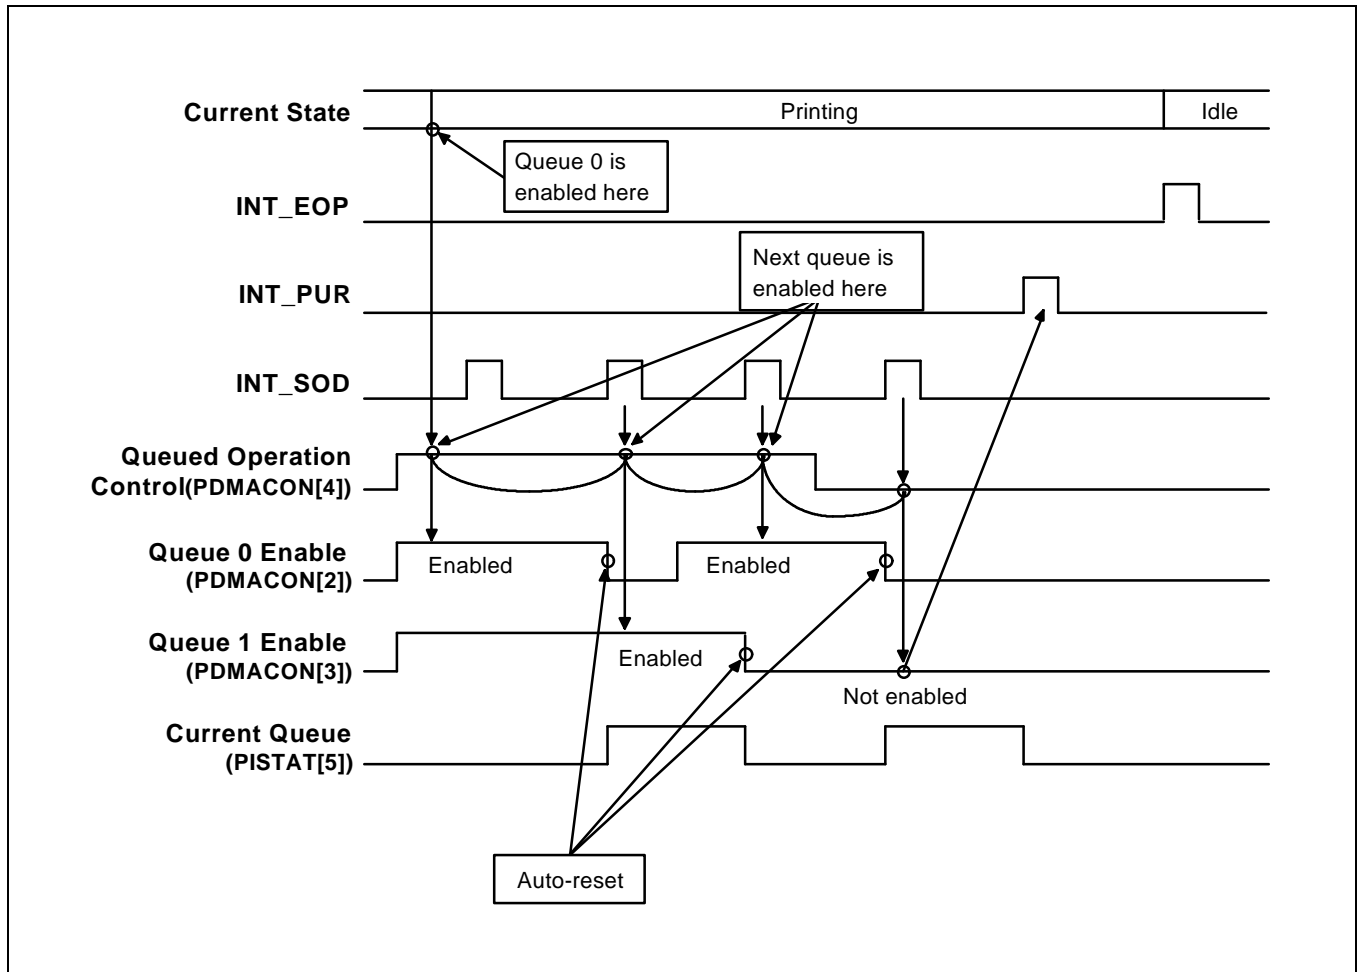 Current State
Printing
Idle
Queue 0 is
enabled here
INT_EOP
Next queue is
enabled here
INT_PUR
INT_SOD
Queued Operation
Control(PDMACON[4])
Queue 0 Enable
(PDMACON[2])
Enabled
Enabled
Queue 1 Enable
(PDMACON[3])
Enabled
Not enabled
Current Queue
(PISTAT[5])
Auto-reset